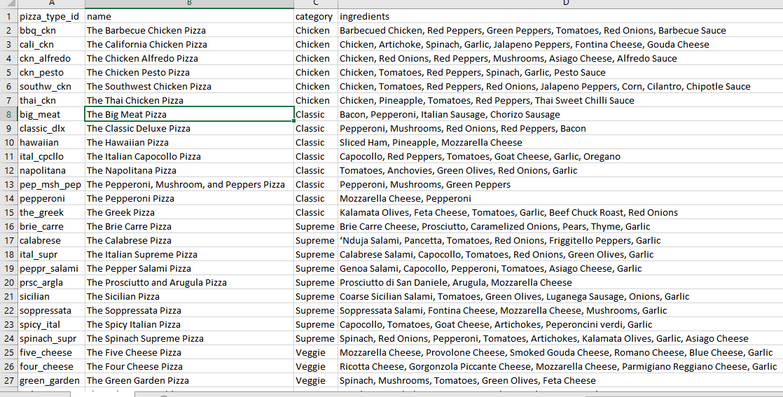 A B C D
1 pizza_type_id name category ingredients
2 bbq_ckn The Barbecue Chicken Pizza Chicken Barbecued Chicken, Red Peppers, Green Peppers, Tomatoes, Red Onions, Barbecue Sauce
3 cali_ckn The California Chicken Pizza Chicken Chicken, Artichoke, Spinach, Garlic, Jalapeno Peppers, Fontina Cheese, Gouda Cheese
4 ckn_alfredo The Chicken Alfredo Pizza Chicken Chicken, Red Onions, Red Peppers, Mushrooms, Asiago Cheese, Alfredo Sauce
5 ckn_pesto The Chicken Pesto Pizza Chicken Chicken, Tomatoes, Red Peppers, Spinach, Garlic, Pesto Sauce
6 southw_ckn The Southwest Chicken Pizza Chicken Chicken, Tomatoes, Red Peppers, Red Onions, Jalapeno Peppers, Corn, Cilantro, Chipotle Sauce
7 thai_ckn The Thai Chicken Pizza Chicken Chicken, Pineapple, Tomatoes, Red Peppers, Thai Sweet Chilli Sauce
8 big_meat The Big Meat Pizza Classic Bacon, Pepperoni, Italian Sausage, Chorizo Sausage
9 classic_dlx The Classic Deluxe Pizza Classic Pepperoni, Mushrooms, Red Onions, Red Peppers, Bacon
10 hawaiian The Hawaiian Pizza Classic Sliced Ham, Pineapple, Mozzarella Cheese
11 ital_cpcllo The Italian Capocollo Pizza Classic Capocollo, Red Peppers, Tomatoes, Goat Cheese, Garlic, Oregano
12 napolitana The Napolitana Pizza Classic Tomatoes, Anchovies, Green Olives, Red Onions, Garlic
13 pep_msh_pep The Pepperoni, Mushroom, and Peppers Pizza Classic Pepperoni, Mushrooms, Green Peppers
14 pepperoni The Pepperoni Pizza Classic Mozzarella Cheese, Pepperoni
15 the_greek The Greek Pizza Classic Kalamata Olives, Feta Cheese, Tomatoes, Garlic, Beef Chuck Roast, Red Onions
16 brie_carre The Brie Carre Pizza Supreme Brie Carre Cheese, Prosciutto, Caramelized Onions, Pears, Thyme, Garlic
17 calabrese The Calabrese Pizza Supreme ‘Nduja Salami, Pancetta, Tomatoes, Red Onions, Friggitello Peppers, Garlic
18 ital_supr The Italian Supreme Pizza Supreme Calabrese Salami, Capocollo, Tomatoes, Red Onions, Green Olives, Garlic
19 peppr_salami The Pepper Salami Pizza Supreme Genoa Salami, Capocollo, Pepperoni, Tomatoes, Asiago Cheese, Garlic
20 prsc_argla The Prosciutto and Arugula Pizza Supreme Prosciutto di San Daniele, Arugula, Mozzarella Cheese
21 sicilian The Sicilian Pizza Supreme Coarse Sicilian Salami, Tomatoes, Green Olives, Luganega Sausage, Onions, Garlic
22 soppressata The Soppressata Pizza Supreme Soppressata Salami, Fontina Cheese, Mozzarella Cheese, Mushrooms, Garlic
23 spicy_ital The Spicy Italian Pizza Supreme Capocollo, Tomatoes, Goat Cheese, Artichokes, Peperoncini verdi, Garlic
24 spinach_supr The Spinach Supreme Pizza Supreme Spinach, Red Onions, Pepperoni, Tomatoes, Artichokes, Kalamata Olives, Garlic, Asiago Cheese
25 five_cheese The Five Cheese Pizza Veggie Mozzarella Cheese, Provolone Cheese, Smoked Gouda Cheese, Romano Cheese, Blue Cheese, Garlic
26 four_cheese The Four Cheese Pizza Veggie Ricotta Cheese, Gorgonzola Piccante Cheese, Mozzarella Cheese, Parmigiano Reggiano Cheese, Garlic
27 green_garden The Green Garden Pizza Veggie Spinach, Mushrooms, Tomatoes, Green Olives, Feta Cheese